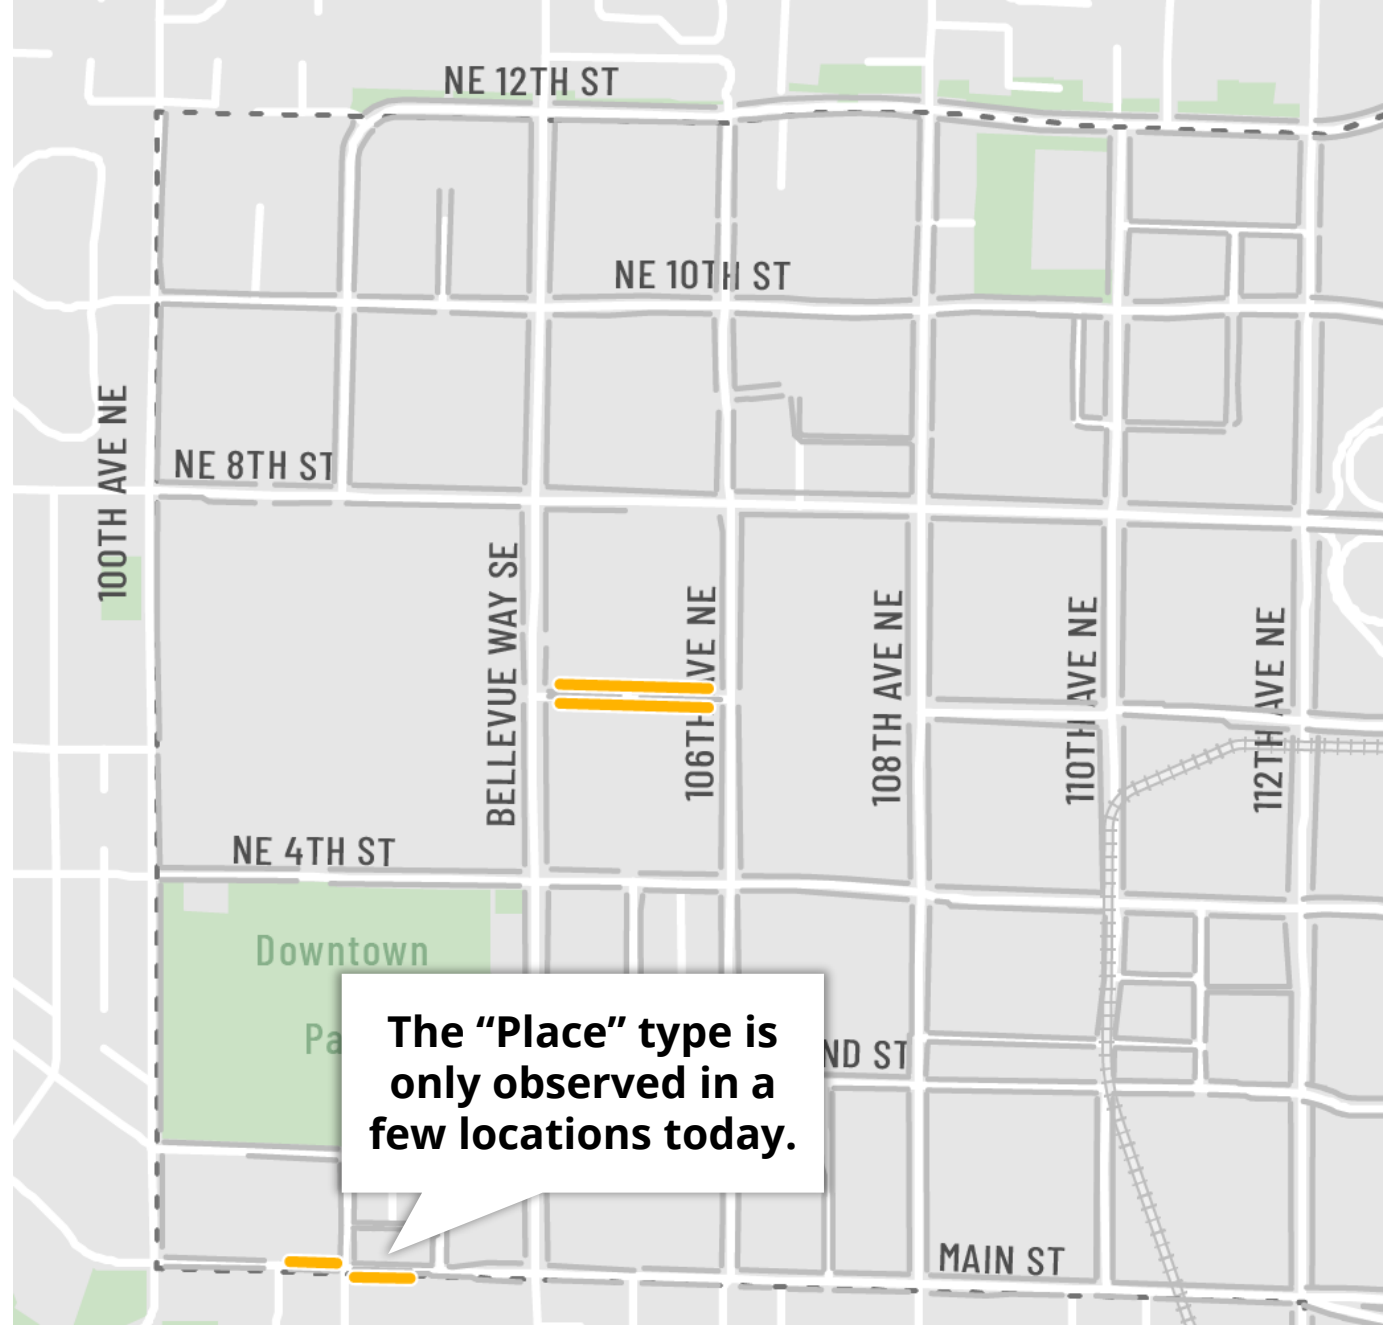 NE 12TH ST
NE 10TH ST
100TH AVE NE
NE 8TH ST
BELLEVUE WAY SE
106TH AVE NE
108TH AVE NE
110TH AVE NE
112TH AVE NE
NE 4TH ST
Downtown
Pa
The “Place” type is
only observed in a
few locations today.
ND ST
MAIN ST